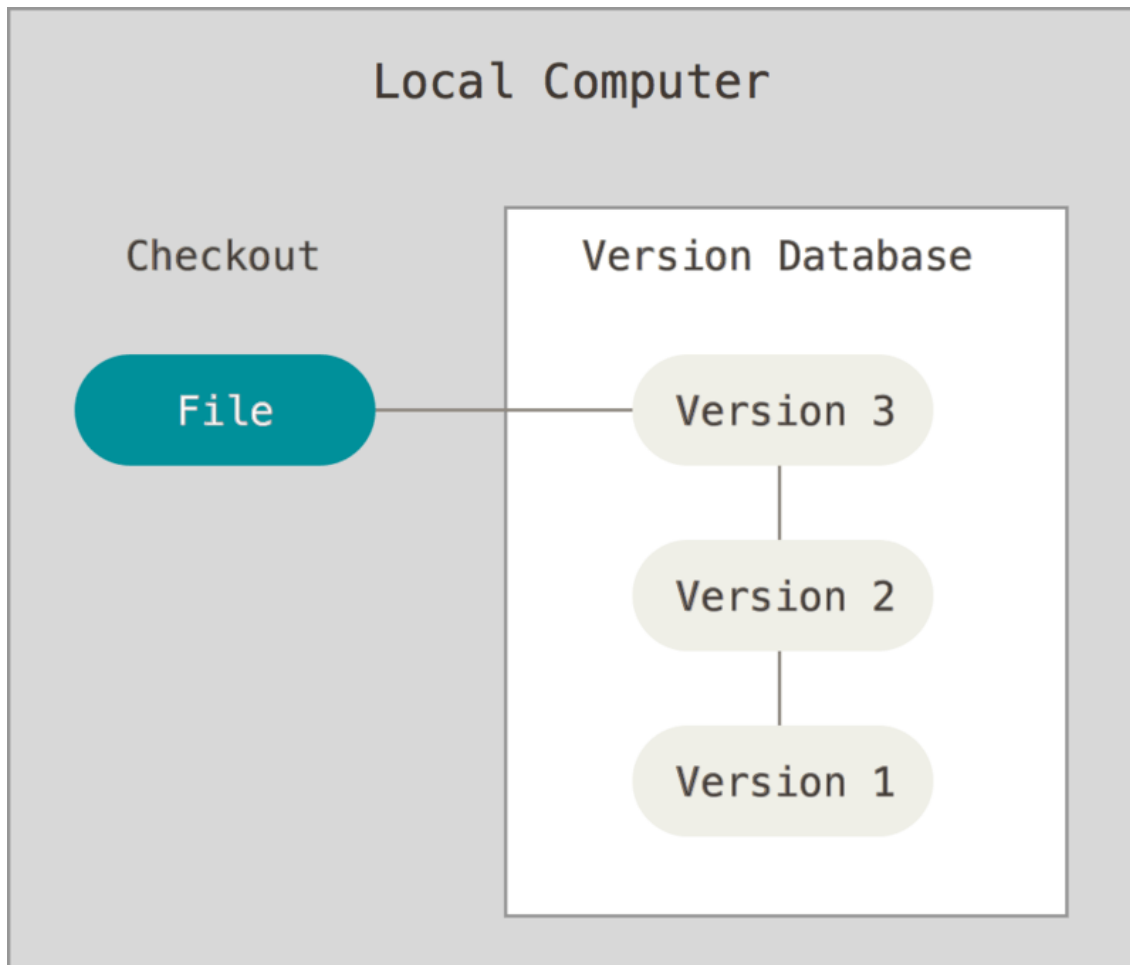 Local Computer
Checkout
Version Database
File
Version 3
Version 2
Version 1